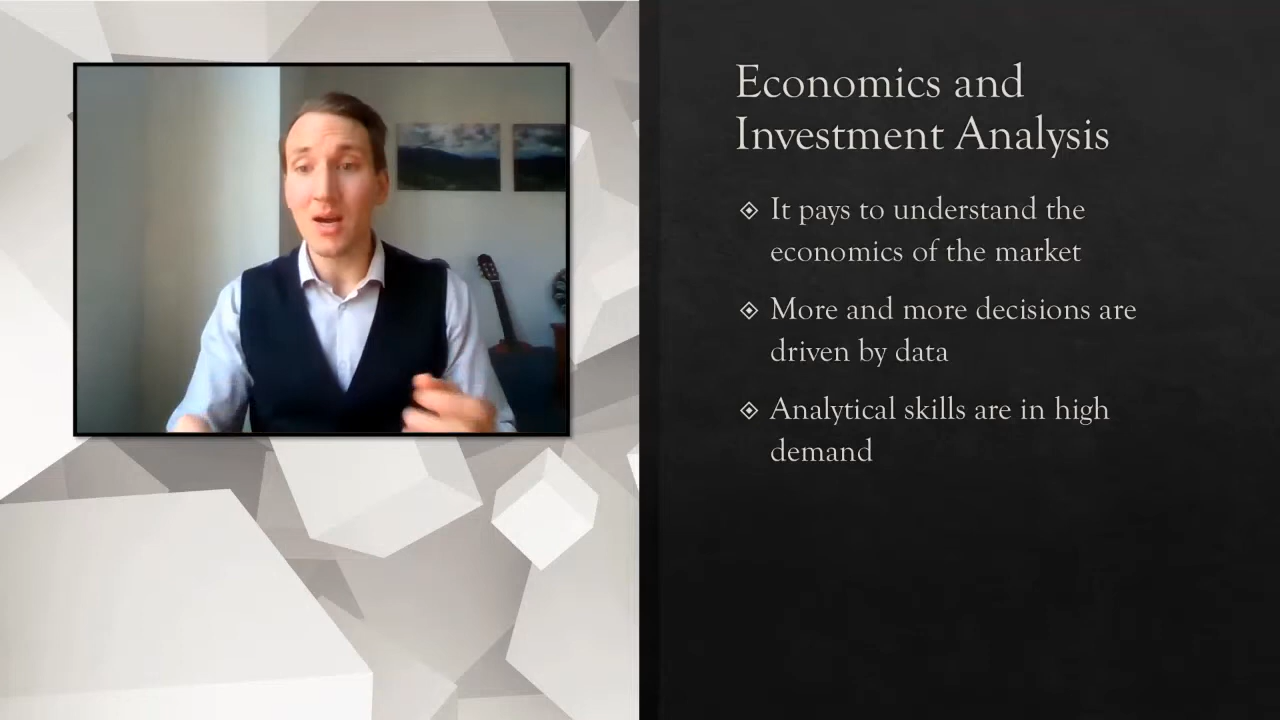 Economics and
Investment Analysis
It pays to understand the
economics of the market
More and more decisions are
driven by data
Analytical skills are in high
demand